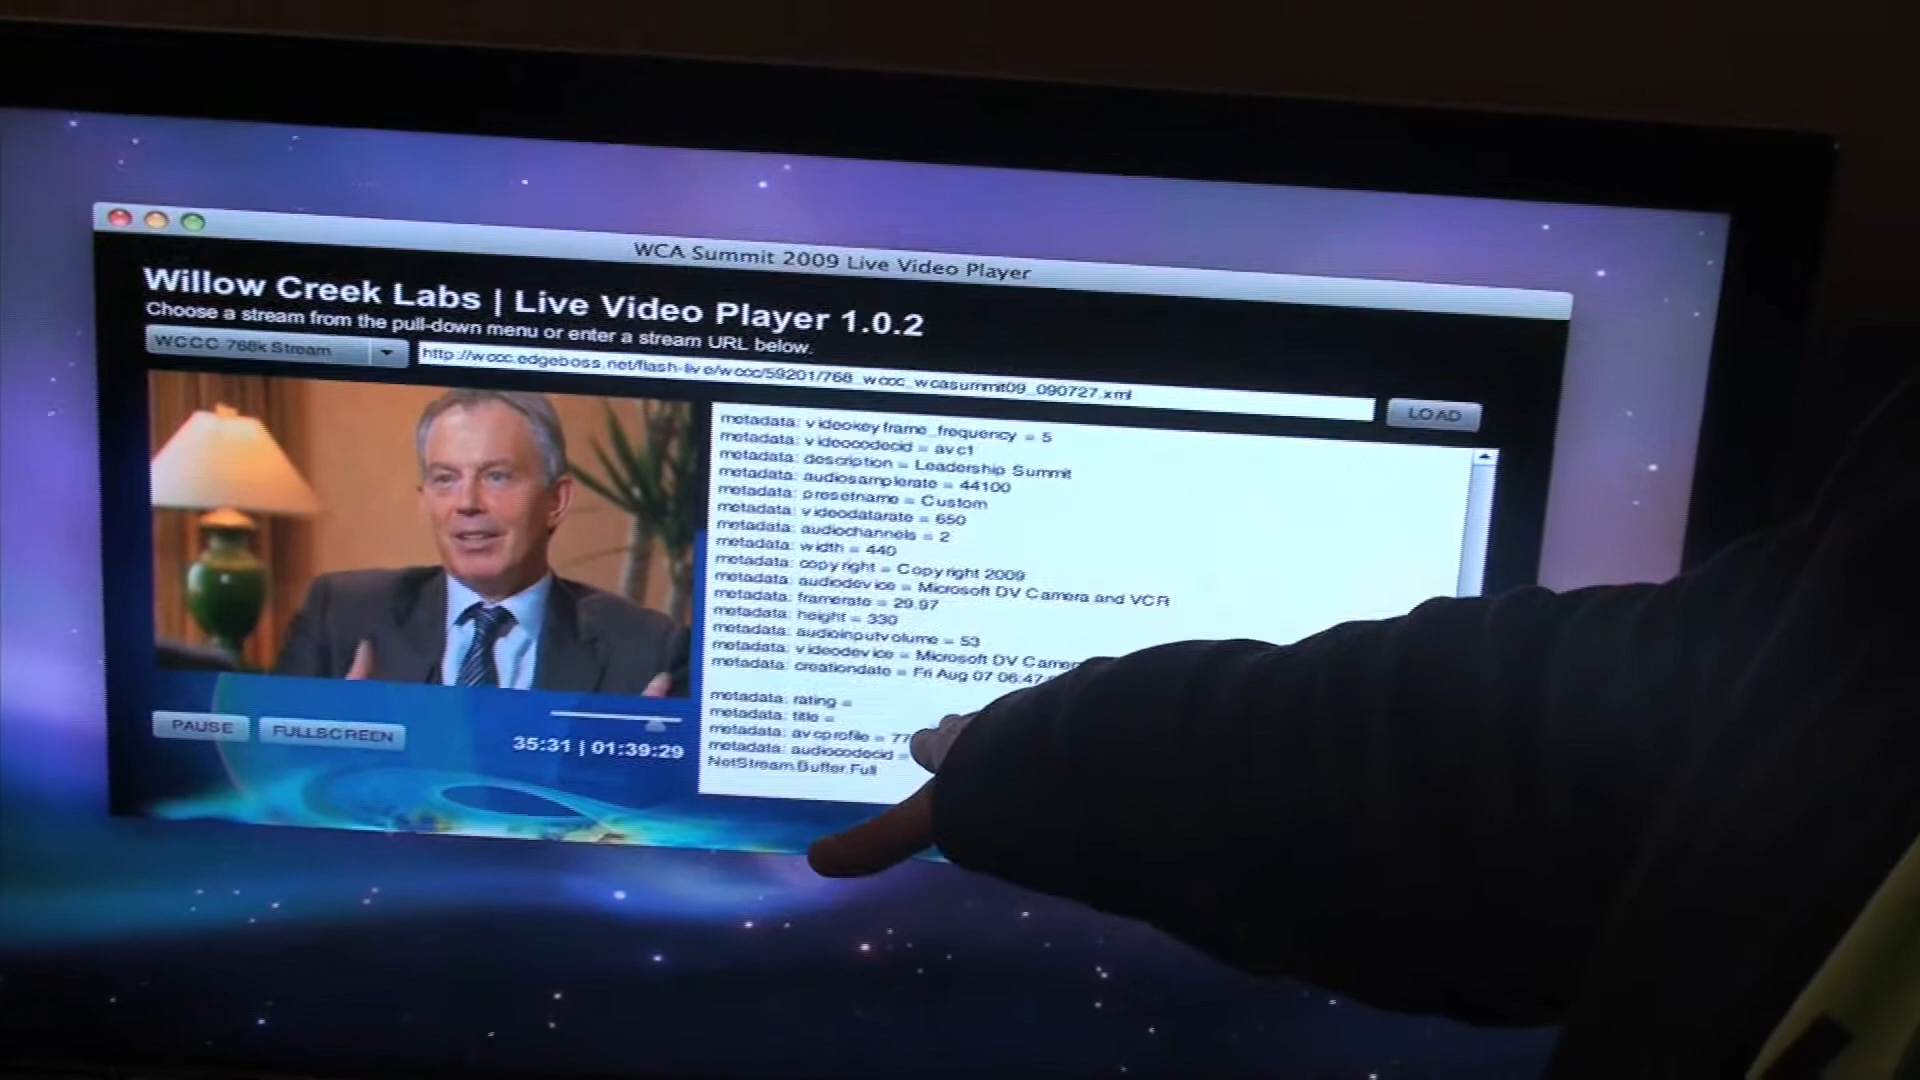 WCA Summit 2009 Live Video Player
Willow Creek Labs | Live Video Player 1.0.2
Choose a stream from the pull-down menu or enter a stream URL below.
WCCC 768k Stream
http://wccc.edgeboss.net/flash-live/wccc/59201/768_wccc_wcasummit09_090727.xml
LOAD
metadata: videokeyframe_frequency = 5
metadata: videocodecid = avc1
metadata: description = Leadership Summit
metadata: audiosamplerate = 44100
metadata: presetname = Custom
metadata: videodatarate = 650
metadata: audiochannels = 2
metadata: width = 440
metadata: copyright = Copyright 2009
metadata: audiodevice = Microsoft DV Camera and VCR
metadata: framerate = 29.97
metadata: height = 330
metadata: audioinputvolume = 53
metadata: videodevice = Microsoft DV Camera
metadata: creationdate = Fri Aug 07 06:47
metadata: rating =
metadata: title =
metadata: avcprofile = 77
metadata: audiocodecid =
NetStream.Buffer.Full
PAUSE
FULLSCREEN
35:31 | 01:39:29